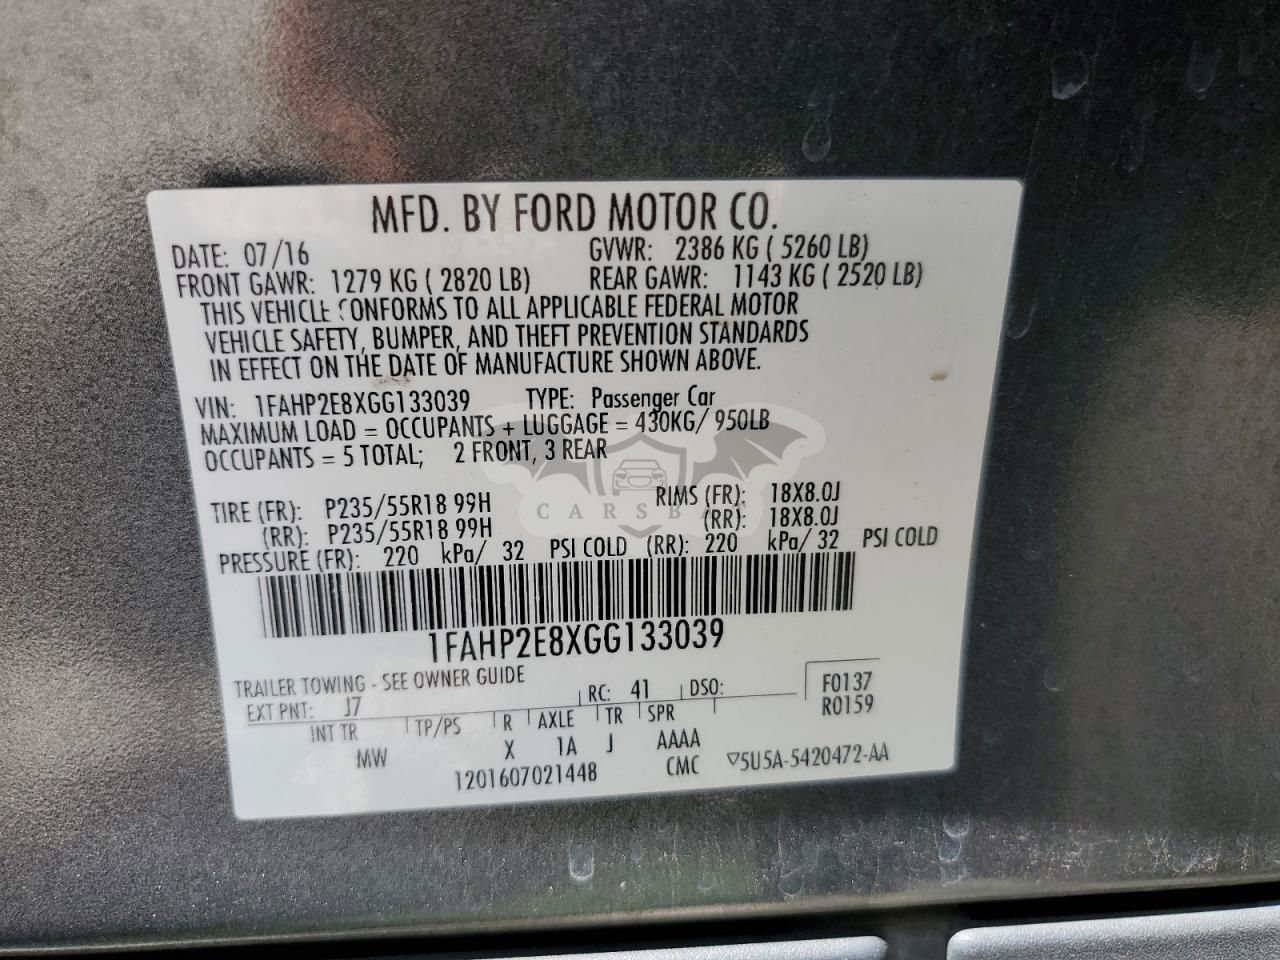 MFD. BY FORD MOTOR CO.
DATE: 07/16 GVWR: 2386 KG ( 5260 LB)
FRONT GAWR: 1279 KG ( 2820 LB) REAR GAWR: 1143 KG ( 2520 LB)
THIS VEHICLE CONFORMS TO ALL APPLICABLE FEDERAL MOTOR
VEHICLE SAFETY, BUMPER, AND THEFT PREVENTION STANDARDS
IN EFFECT ON THE DATE OF MANUFACTURE SHOWN ABOVE.
VIN: 1FAHP2E8XGG133039 TYPE: Passenger Car
MAXIMUM LOAD = OCCUPANTS + LUGGAGE = 430KG/ 950LB
OCCUPANTS = 5 TOTAL; 2 FRONT, 3 REAR
TIRE (FR): P235/55R18 99H RIMS (FR): 18X8.0J
(RR): P235/55R18 99H (RR): 18X8.0J
CARSB
PRESSURE (FR): 220 kPa/ 32 PSI COLD (RR): 220 kPa/ 32 PSI COLD
1FAHP2E8XGG133039
TRAILER TOWING - SEE OWNER GUIDE
EXT PNT: J7 RC: 41 DSO: F0137
R0159
INT TR TP/PS R AXLE TR SPR
MW X 1A J AAAA
1201607021448 CMC ▽5U5A-5420472-AA